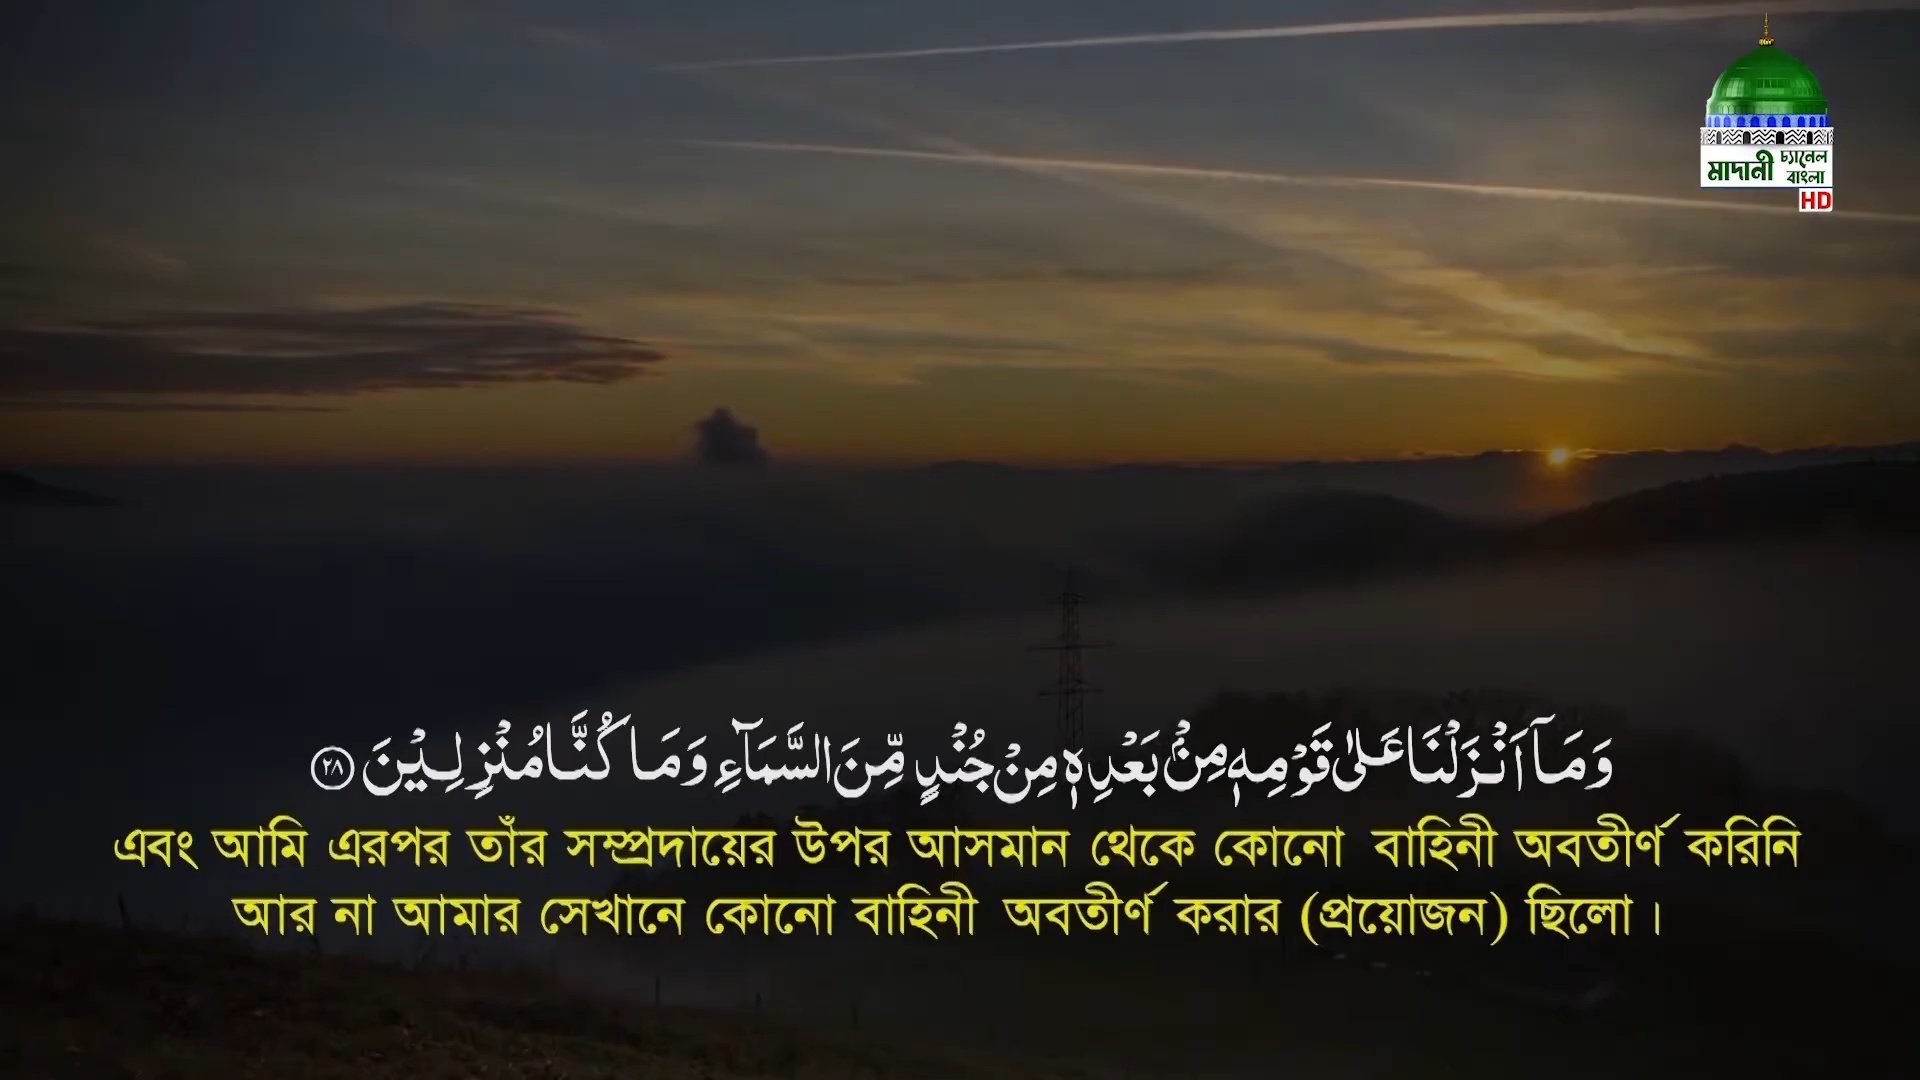 মাদানী চ্যানেল বাংলা
HD
وَمَاۤ اَنْزَلْنَا عَلٰى قَوْمِهٖ مِنْۢ بَعْدِهٖ مِنْ جُنْدٍ مِّنَ السَّمَآءِ وَمَا كُنَّا مُنْزِلِيْنَ ۝۲۸
এবং আমি এরপর তাঁর সম্প্রদায়ের উপর আসমান থেকে কোনো বাহিনী অবতীর্ণ করিনি
আর না আমার সেখানে কোনো বাহিনী অবতীর্ণ করার (প্রয়োজন) ছিলো।